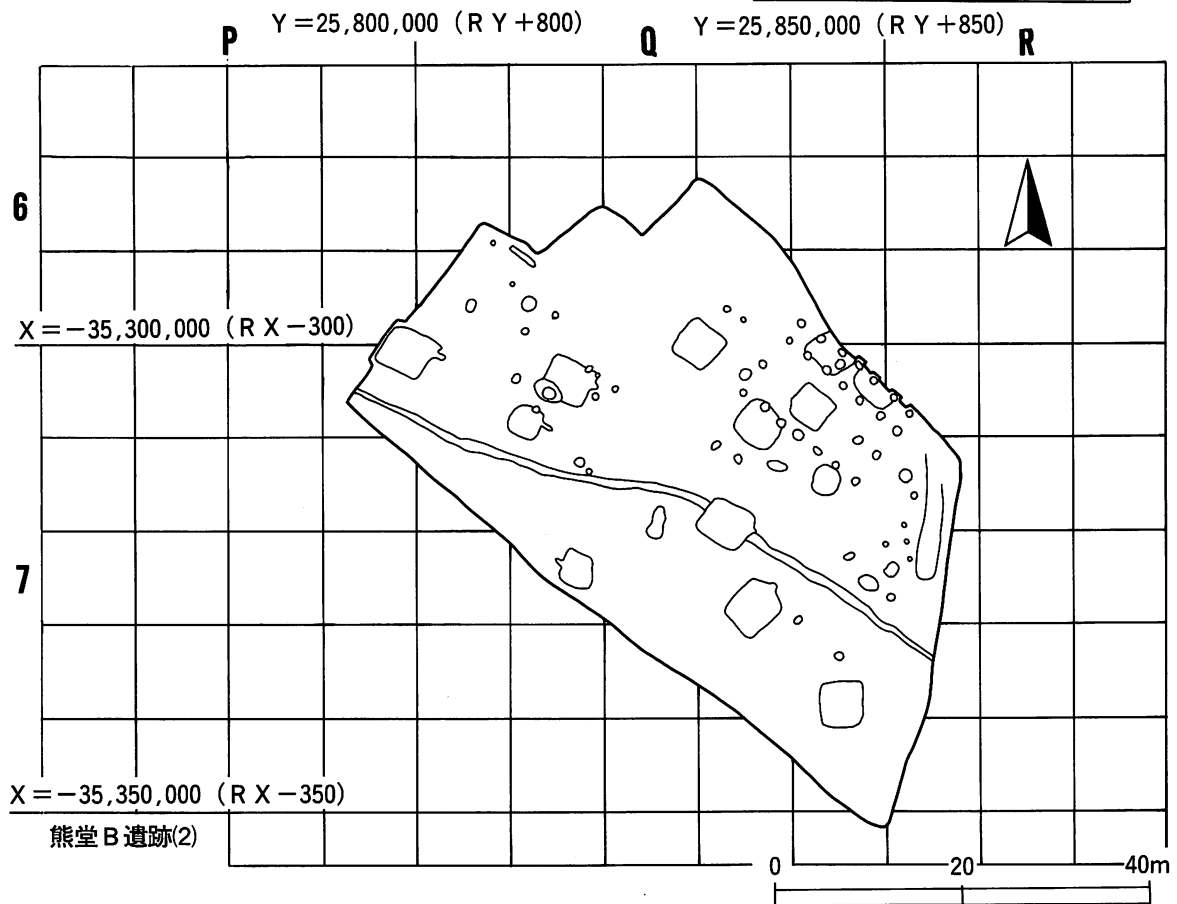 Y=25,800,000 (RY+800)
Y=25,850,000 (RY+850)
P
Q
R
6
X=-35,300,000 (RX-300)
7
X=-35,350,000 (RX-350)
熊堂B遺跡(2)
0 20 40m